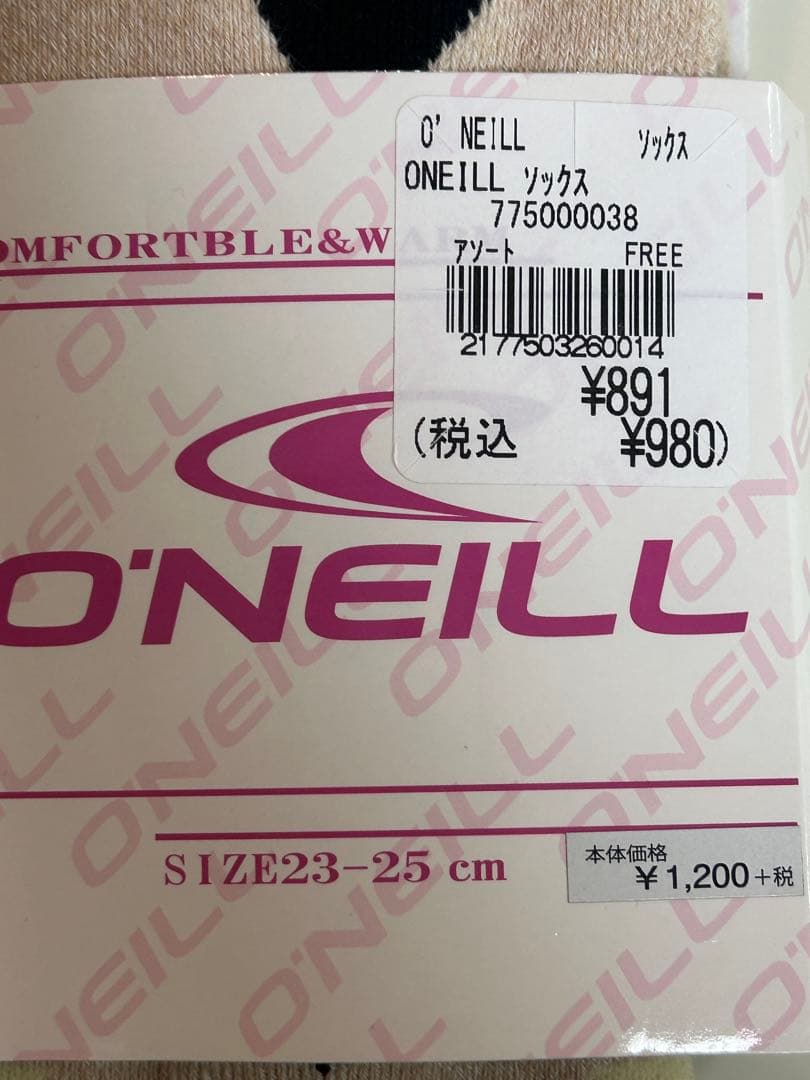 O' NEILL ソックス
ONEILL ソックス
775000038
アソート FREE
2177503260014
¥891
(税込 ¥980)
OMFORTBLE&W
O'NEILL
SIZE23-25 cm
本体価格
¥1,200+税